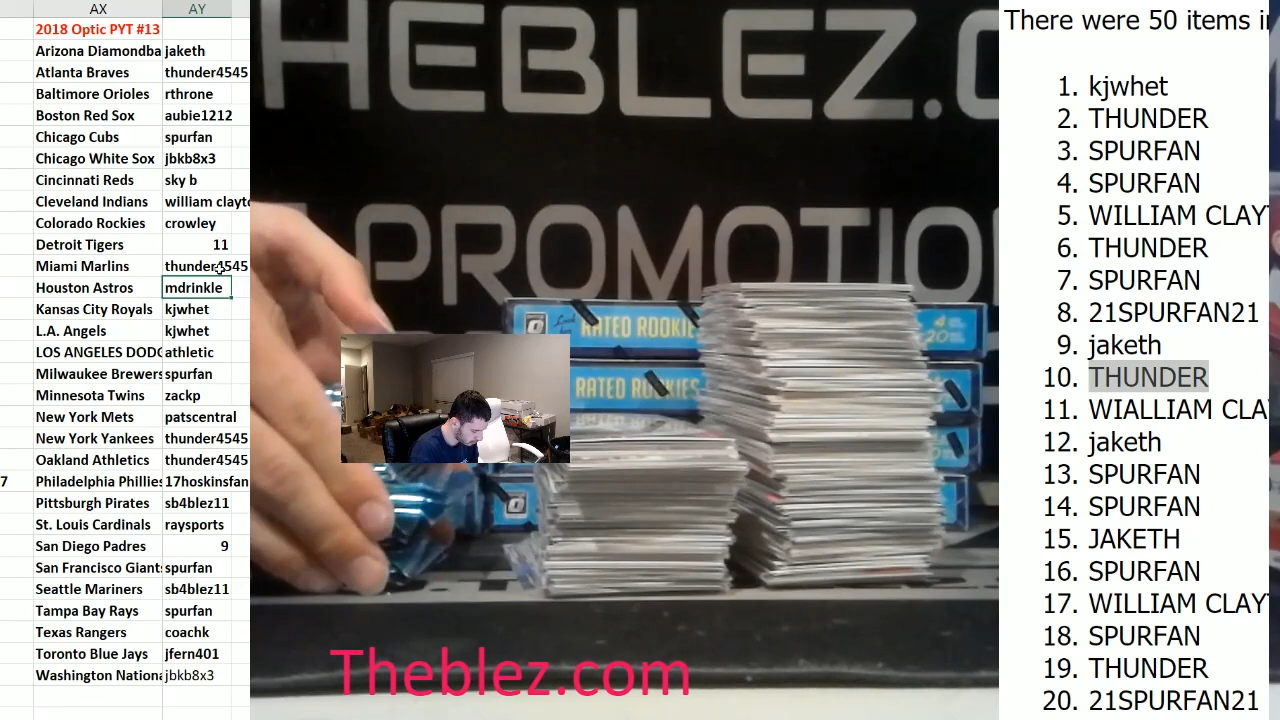 AX AY
2018 Optic PYT #13
Arizona Diamondba jaketh
Atlanta Braves thunder4545
Baltimore Orioles rthrone
Boston Red Sox aubie1212
Chicago Cubs spurfan
Chicago White Sox jbkb8x3
Cincinnati Reds sky b
Cleveland Indians william clayto
Colorado Rockies crowley
Detroit Tigers 11
Miami Marlins thunder4545
Houston Astros mdrinkle
Kansas City Royals kjwhet
L.A. Angels kjwhet
LOS ANGELES DODG athletic
Milwaukee Brewers spurfan
Minnesota Twins zackp
New York Mets patscentral
New York Yankees thunder4545
Oakland Athletics thunder4545
7 Philadelphia Phillies 17hoskinsfan
Pittsburgh Pirates sb4blez11
St. Louis Cardinals raysports
San Diego Padres 9
San Francisco Giants spurfan
Seattle Mariners sb4blez11
Tampa Bay Rays spurfan
Texas Rangers coachk
Toronto Blue Jays jfern401
Washington Nationa jbkb8x3
HEBLEZ.C
PROMOTION
RATED ROOKIE
4
20
RATED ROOKIES
Theblez.com
There were 50 items i
1. kjwhet
2. THUNDER
3. SPURFAN
4. SPURFAN
5. WILLIAM CLAY
6. THUNDER
7. SPURFAN
8. 21SPURFAN21
9. jaketh
10. THUNDER
11. WIALLIAM CLA
12. jaketh
13. SPURFAN
14. SPURFAN
15. JAKETH
16. SPURFAN
17. WILLIAM CLAY
18. SPURFAN
19. THUNDER
20. 21SPURFAN21